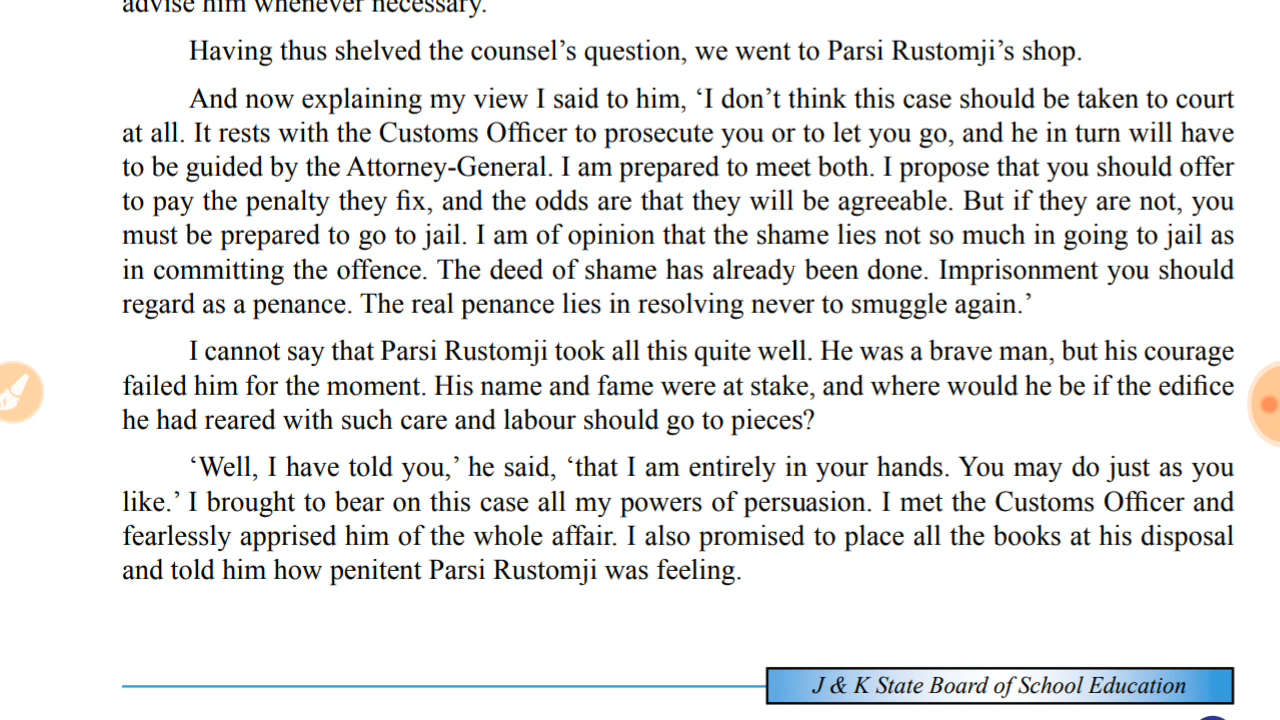 advise him whenever necessary.
Having thus shelved the counsel’s question, we went to Parsi Rustomji’s shop.
And now explaining my view I said to him, ‘I don’t think this case should be taken to court
at all. It rests with the Customs Officer to prosecute you or to let you go, and he in turn will have
to be guided by the Attorney-General. I am prepared to meet both. I propose that you should offer
to pay the penalty they fix, and the odds are that they will be agreeable. But if they are not, you
must be prepared to go to jail. I am of opinion that the shame lies not so much in going to jail as
in committing the offence. The deed of shame has already been done. Imprisonment you should
regard as a penance. The real penance lies in resolving never to smuggle again.’
I cannot say that Parsi Rustomji took all this quite well. He was a brave man, but his courage
failed him for the moment. His name and fame were at stake, and where would he be if the edifice
he had reared with such care and labour should go to pieces?
‘Well, I have told you,’ he said, ‘that I am entirely in your hands. You may do just as you
like.’ I brought to bear on this case all my powers of persuasion. I met the Customs Officer and
fearlessly apprised him of the whole affair. I also promised to place all the books at his disposal
and told him how penitent Parsi Rustomji was feeling.
J & K State Board of School Education